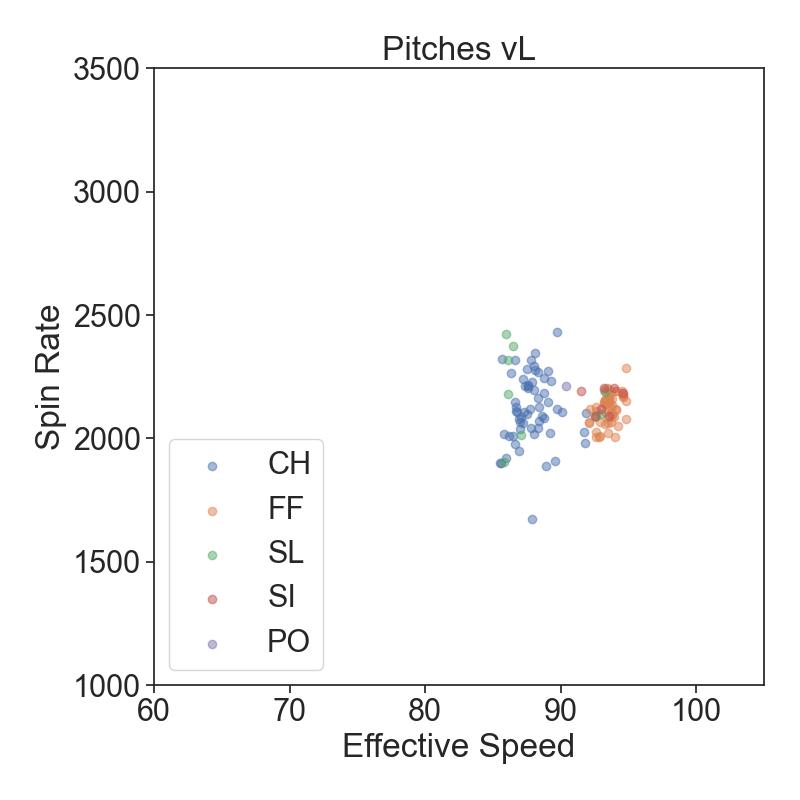 Pitches vL
3500
3000
2500
2000
1500
1000
Spin Rate
CH
FF
SL
SI
PO
60 70 80 90 100
Effective Speed